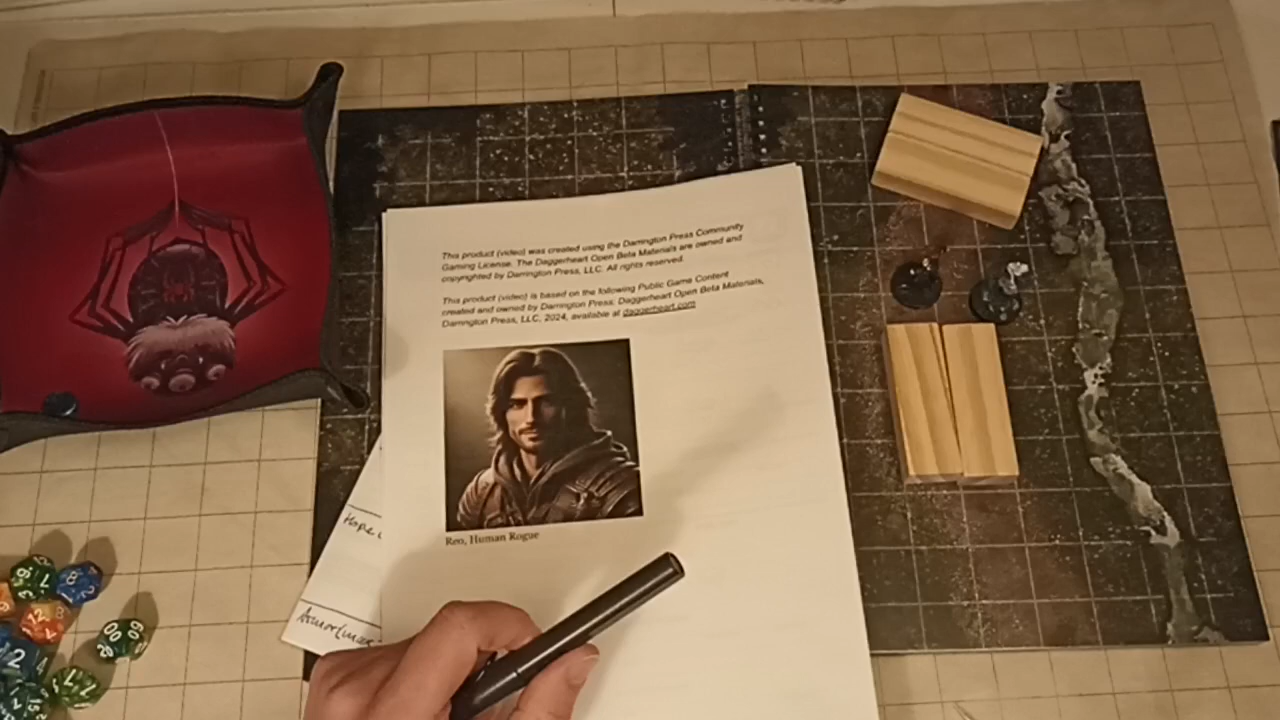 This product (video) was created using the Darrington Press Community
Gaming License. The Daggerheart Open Beta Materials are owned and
copyrighted by Darrington Press, LLC. All rights reserved.
This product (video) is based on the following Public Game Content
created and owned by Darrington Press: Daggerheart Open Beta Materials,
Darrington Press, LLC, 2024, available at daggerheart.com
Reo, Human Rogue
Hope